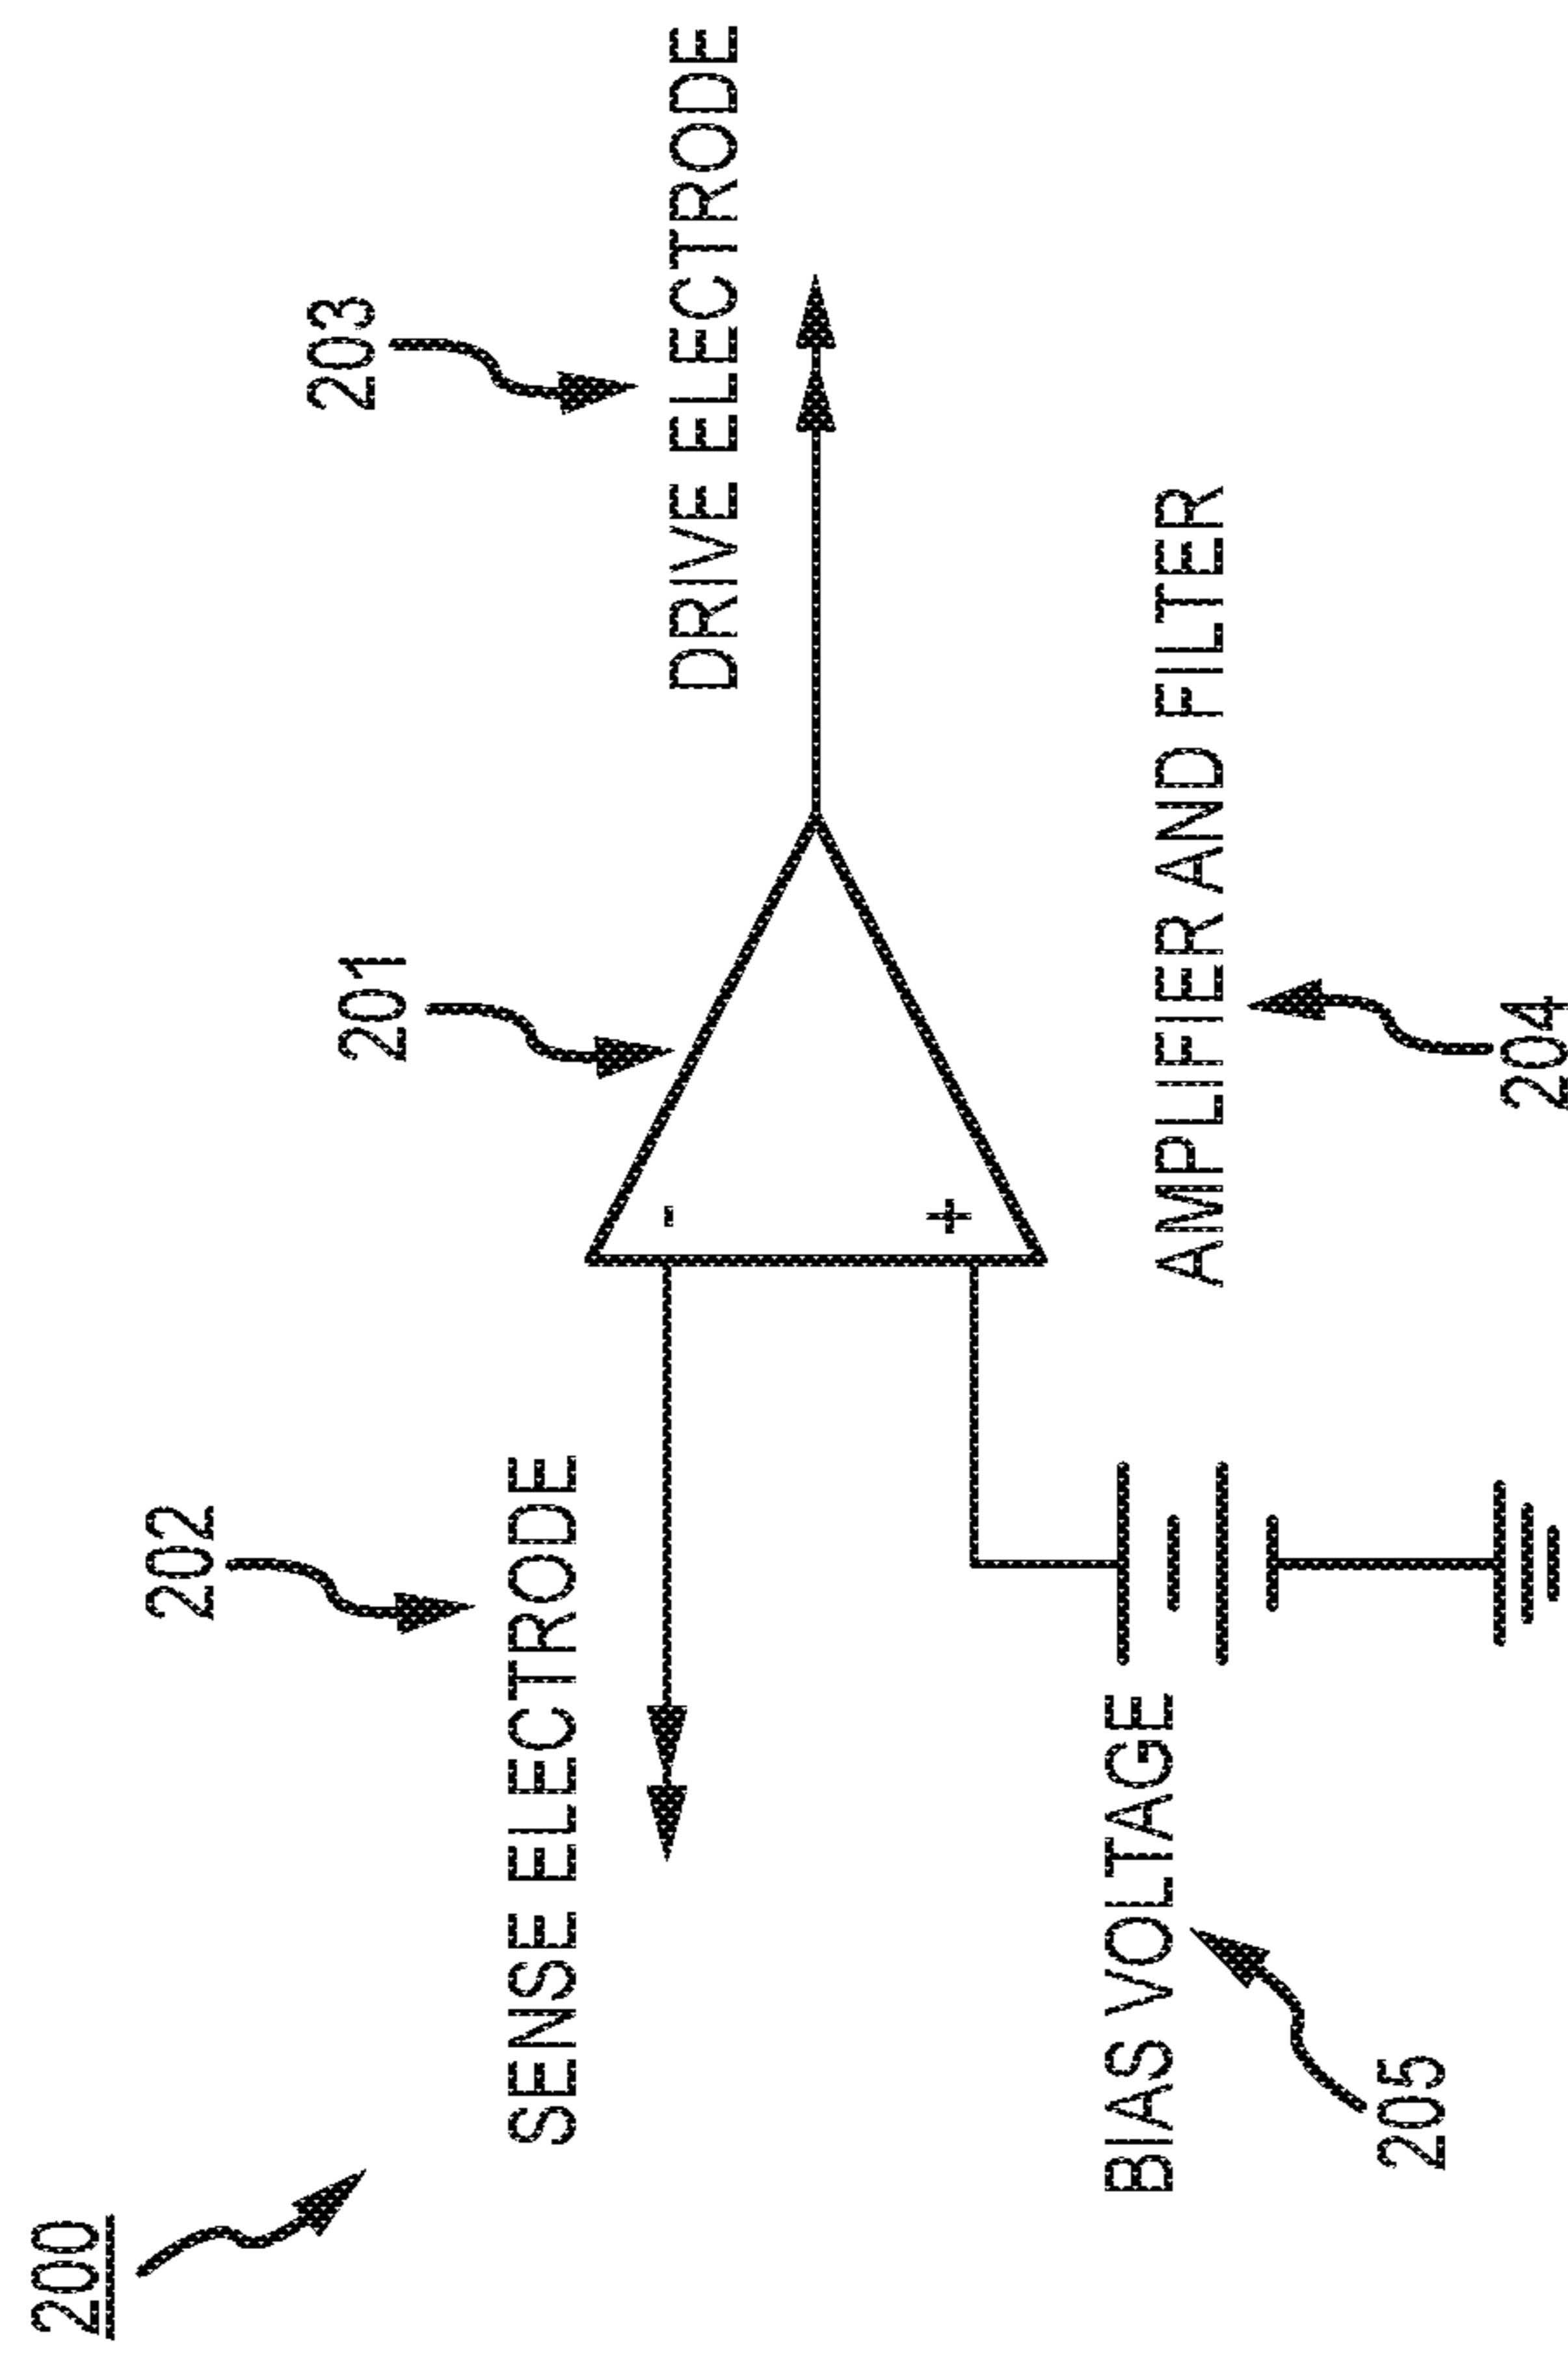 200
202
SENSE ELECTRODE
201
203
DRIVE ELECTRODE
-
+
BIAS VOLTAGE
205
AMPLIFIER AND FILTER
204